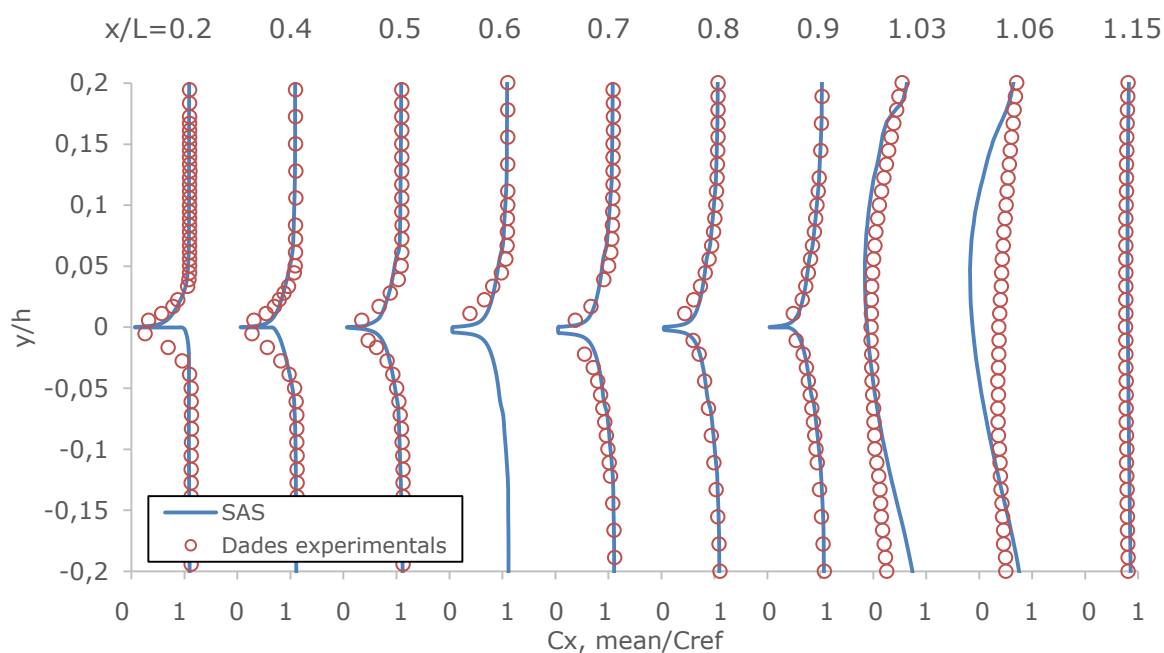 x/L=0.2 0.4 0.5 0.6 0.7 0.8 0.9 1.03 1.06 1.15
0,2
0,15
0,1
0,05
0
-0,05
-0,1
-0,15
-0,2
y/h
SAS
Dades experimentals
0 1 0 1 0 1 0 1 0 1 0 1 0 1 0 1 0 1 0 1
Cx, mean/Cref